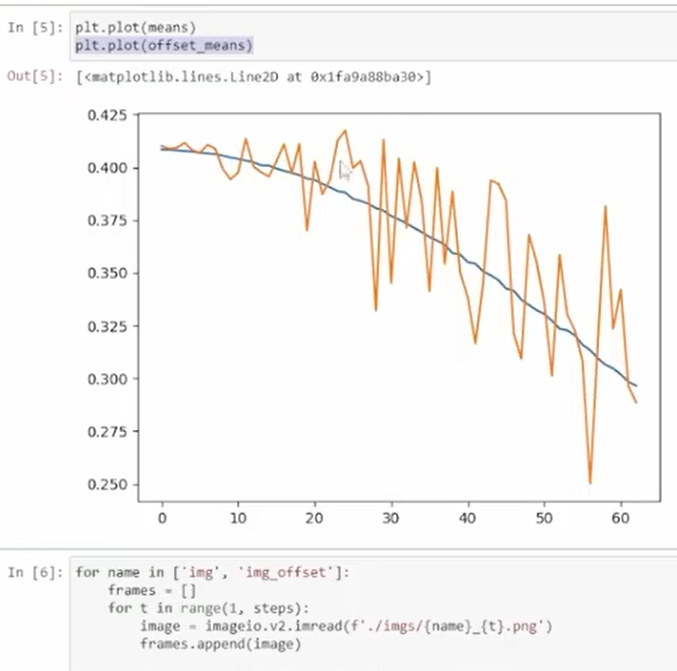 In [5]: plt.plot(means)
plt.plot(offset_means)
Out[5]: [<matplotlib.lines.Line2D at 0x1fa9a88ba30>]
0.425
0.400
0.375
0.350
0.325
0.300
0.275
0.250
0 10 20 30 40 50 60
In [6]: for name in ['img', 'img_offset']:
frames = []
for t in range(1, steps):
image = imageio.v2.imread(f'./imgs/{name}_{t}.png')
frames.append(image)